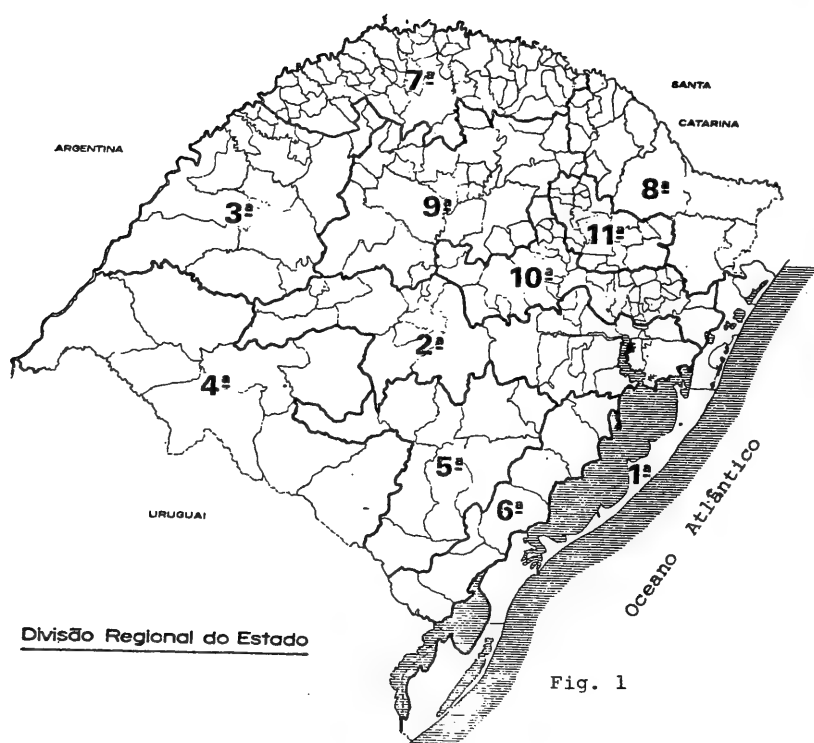 7ª
SANTA
CATARINA
ARGENTINA
8ª
3ª
9ª
11ª
10ª
2ª
4ª
5ª
1ª
6ª
URUGUAI
Oceano Atlântico
Divisão Regional do Estado
Fig. 1